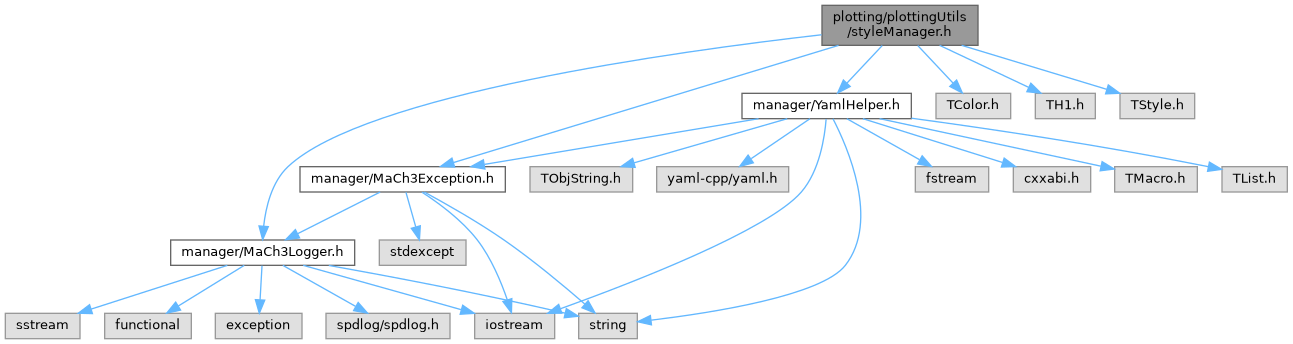 plotting/plottingUtils
/styleManager.h
manager/YamlHelper.h
TColor.h
TH1.h
TStyle.h
manager/MaCh3Exception.h
TObjString.h
yaml-cpp/yaml.h
fstream
cxxabi.h
TMacro.h
TList.h
manager/MaCh3Logger.h
stdexcept
sstream
functional
exception
spdlog/spdlog.h
iostream
string